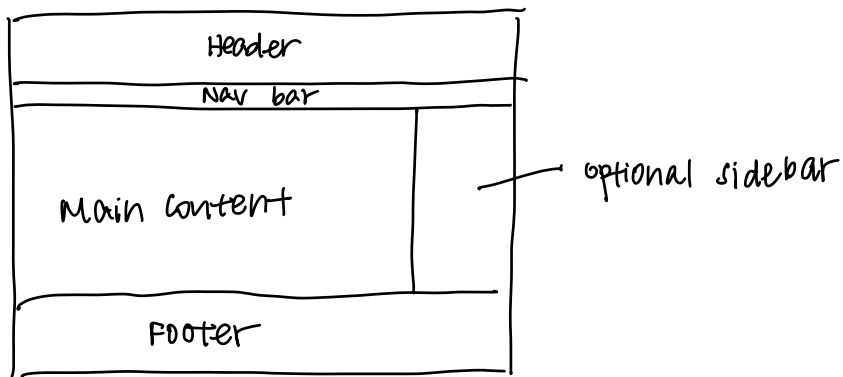 Header
Nav bar
Main content
optional sidebar
Footer